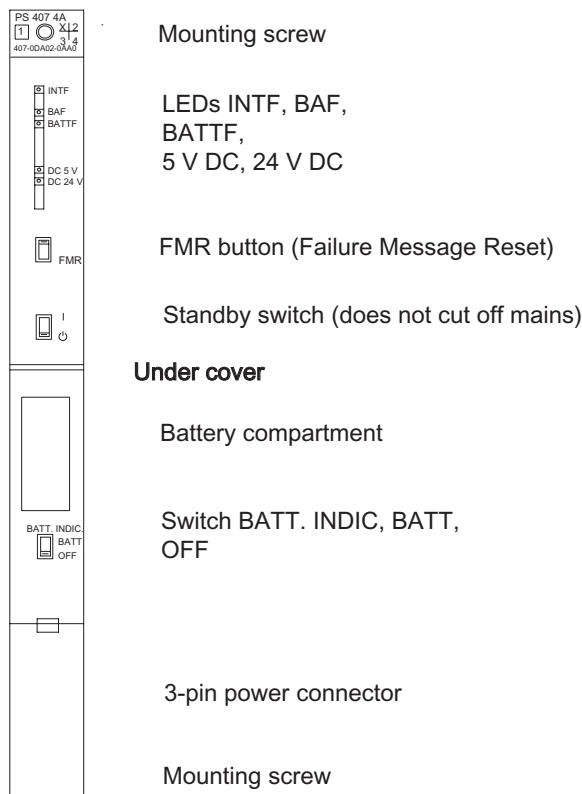 PS 407 4A
1 X 2
3 4
407-0DA02-0AA0
Mounting screw
INTF
BAF
BATTF
DC 5 V
DC 24 V
LEDs INTF, BAF,
BATTF,
5 V DC, 24 V DC
FMR
FMR button (Failure Message Reset)
I
Standby switch (does not cut off mains)
Under cover
Battery compartment
BATT. INDIC.
BATT
OFF
Switch BATT. INDIC, BATT,
OFF
3-pin power connector
Mounting screw